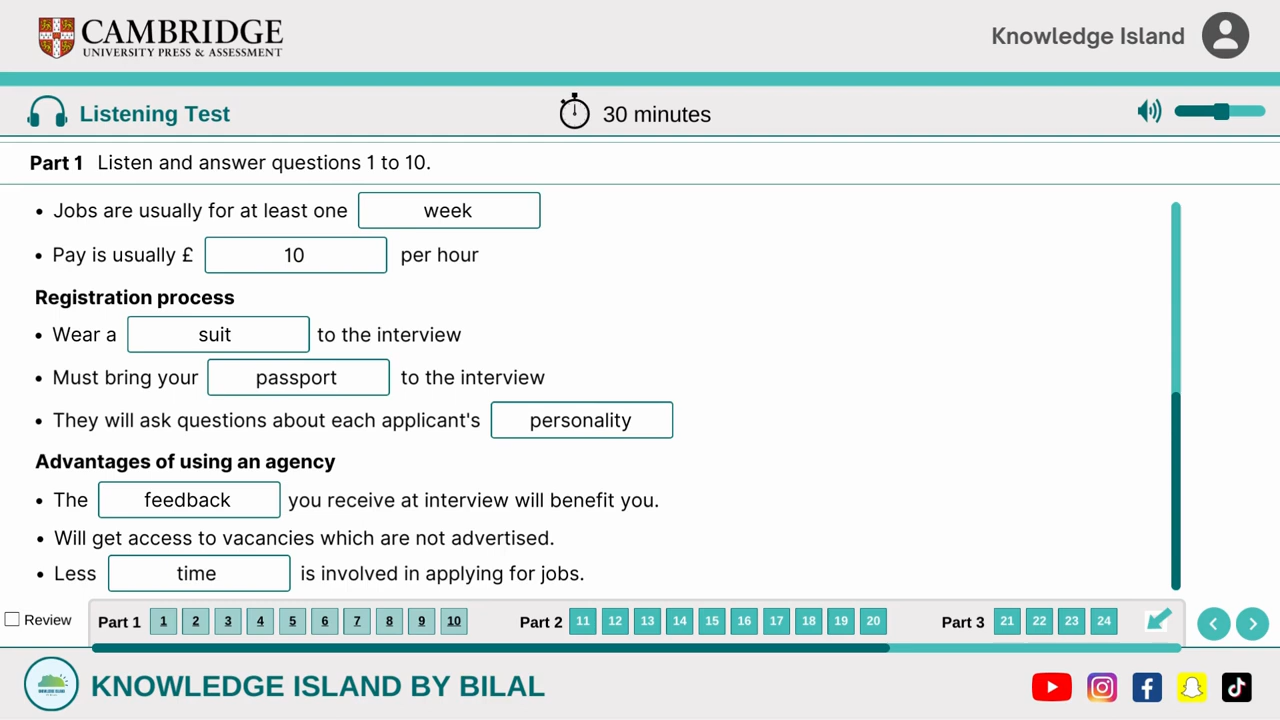 CAMBRIDGE
UNIVERSITY PRESS & ASSESSMENT
Knowledge Island
Listening Test
30 minutes
Part 1 Listen and answer questions 1 to 10.
• Jobs are usually for at least one week
• Pay is usually £ 10 per hour
Registration process
• Wear a suit to the interview
• Must bring your passport to the interview
• They will ask questions about each applicant's personality
Advantages of using an agency
• The feedback you receive at interview will benefit you.
• Will get access to vacancies which are not advertised.
• Less time is involved in applying for jobs.
Review Part 1 1 2 3 4 5 6 7 8 9 10 Part 2 11 12 13 14 15 16 17 18 19 20 Part 3 21 22 23 24
KNOWLEDGE ISLAND BY BILAL